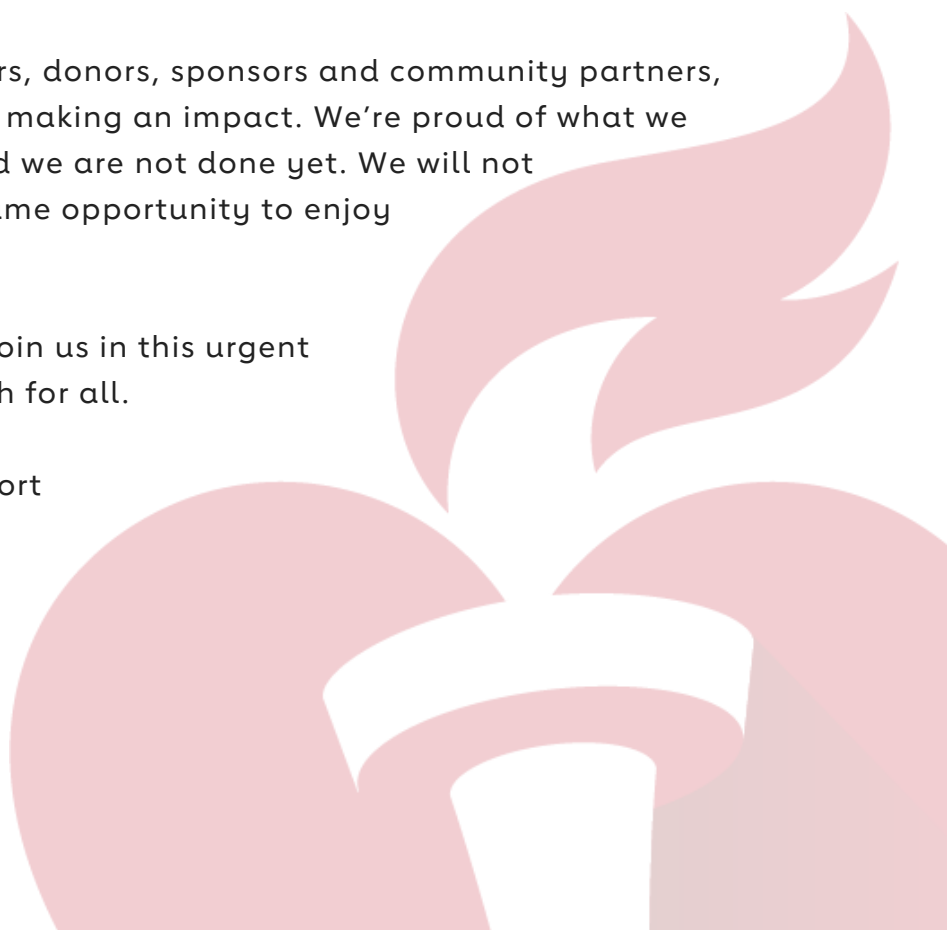 rs, donors, sponsors and community partners,
making an impact. We're proud of what we
d we are not done yet. We will not
ame opportunity to enjoy
oin us in this urgent
h for all.
ort